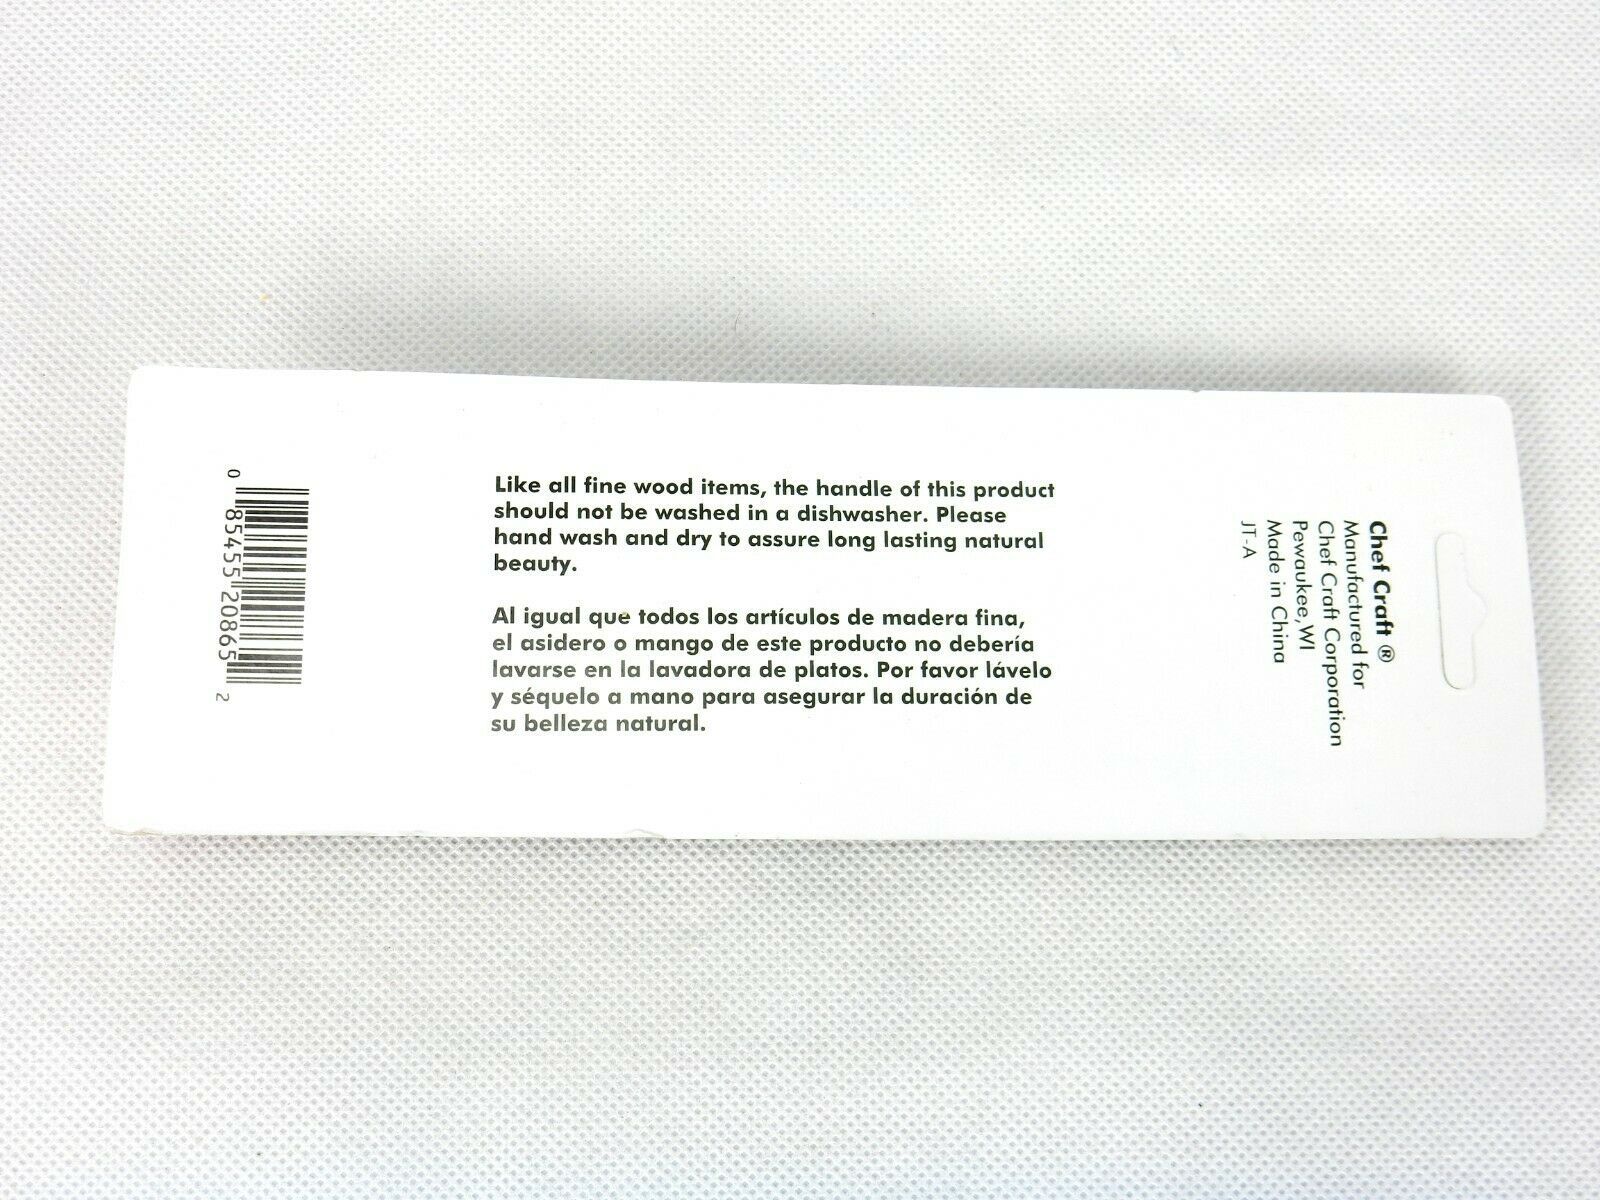 Like all fine wood items, the handle of this product
should not be washed in a dishwasher. Please
hand wash and dry to assure long lasting natural
beauty.
Al igual que todos los artículos de madera fina,
el asidero o mango de este producto no debería
lavarse en la lavadora de platos. Por favor lávelo
y séquelo a mano para asegurar la duración de
su belleza natural.
Chef Craft ®
Manufactured for
Chef Craft Corporation
Pewaukee,WI
Made in China
JT-A
0 85455 20865 2